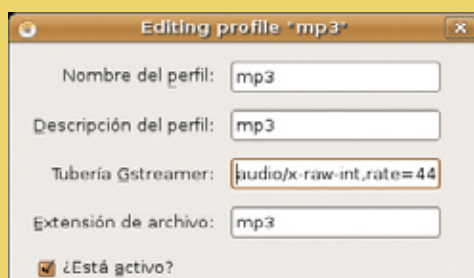 Editing profile "mp3"
Nombre del perfil: mp3
Descripción del perfil: mp3
Tubería Gstreamer: audio/x-raw-int,rate=44
Extensión de archivo: mp3
¿Está activo?